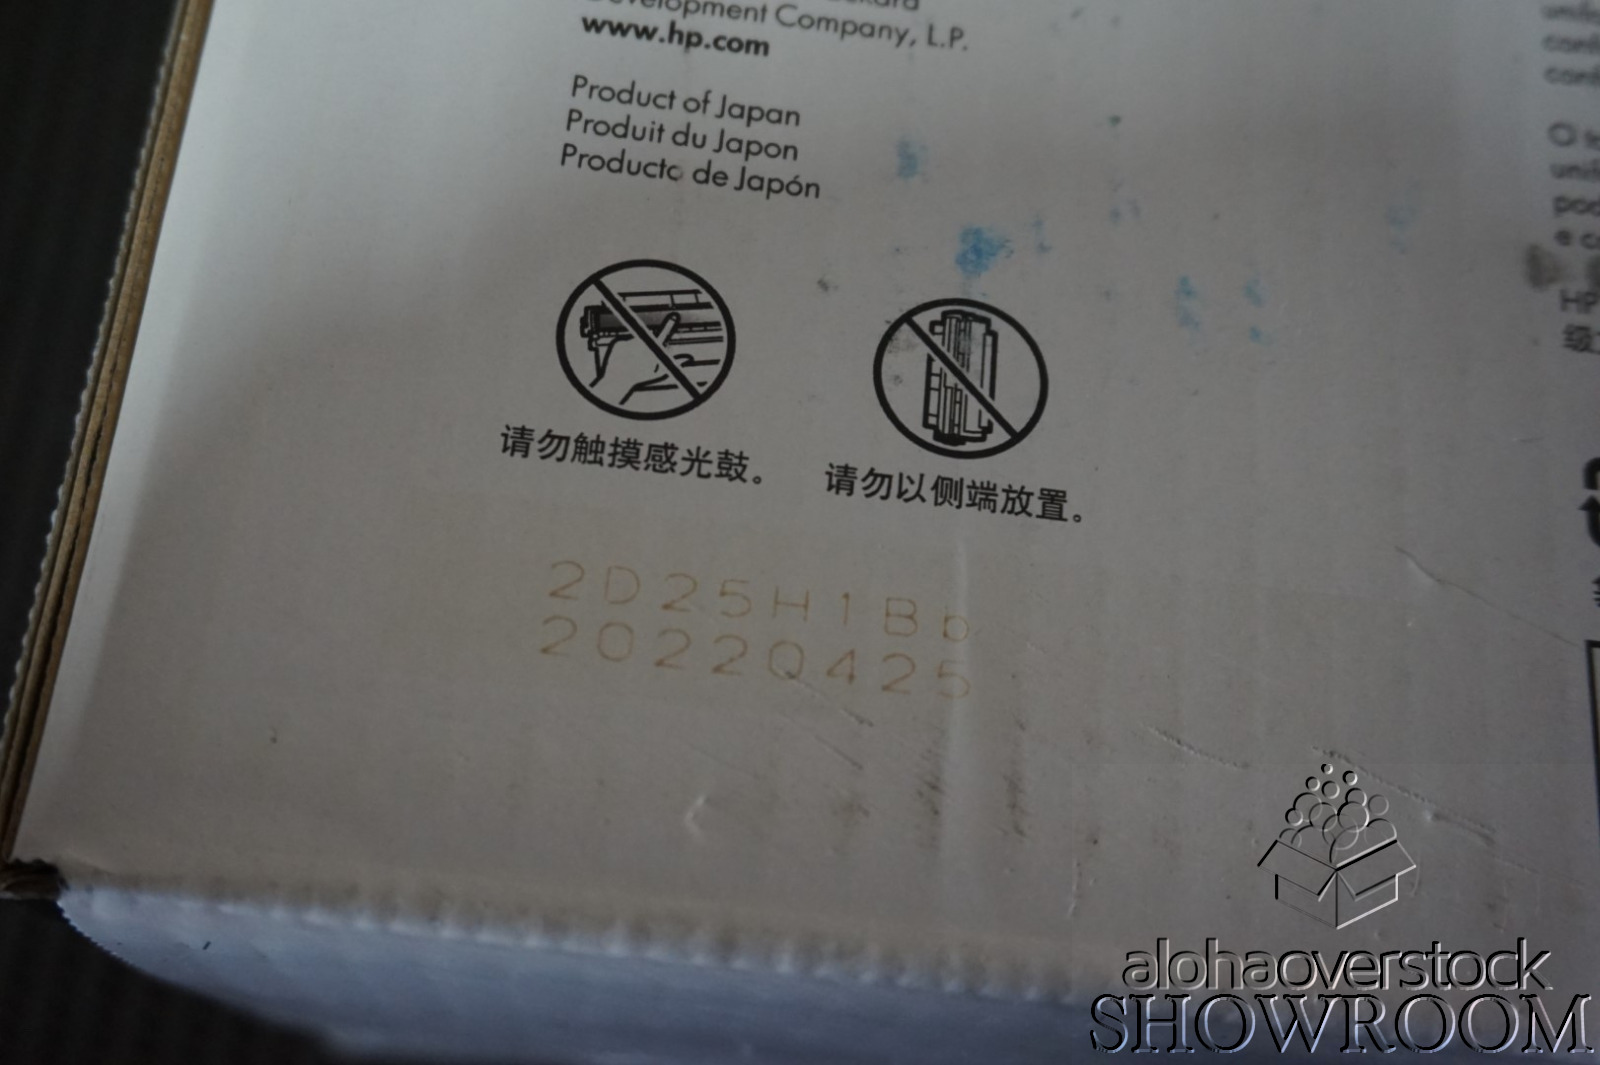 Development Company, L.P.
www.hp.com
Product of Japan
Produit du Japon
Producto de Japón
请勿触摸感光鼓。
请勿以侧端放置。
2D25H1Bb
20220425
alohaoverstock
SHOWROOM